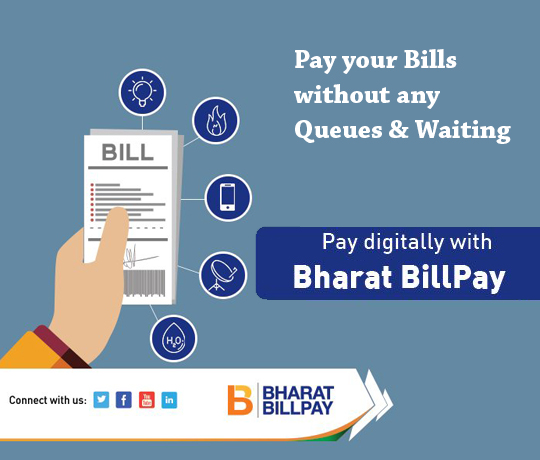 Pay your Bills
without any
Queues & Waiting
BILL
H₂O
Pay digitally with
Bharat BillPay
Connect with us:
You
Tube
B BHARAT
BILLPAY